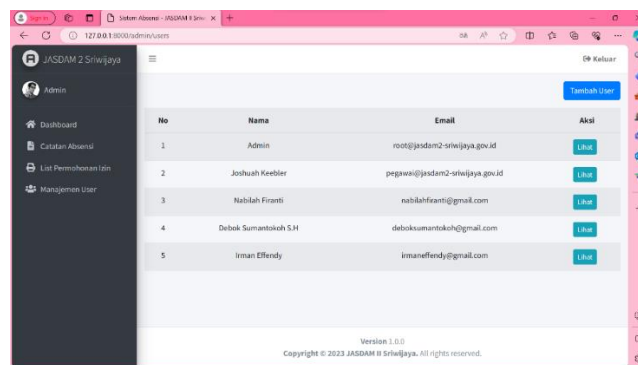 Sign in
Sistem Absensi - JASDAM II Sriwi
127.0.0.1:8000/admin/users
JASDAM 2 Sriwijaya
Keluar
Admin
Tambah User
Dashboard
Catatan Absensi
List Permohonan Izin
Manajemen User
No Nama Email Aksi
1 Admin root@jasdam2-sriwijaya.gov.id Lihat
2 Joshuah Keebler pegawai@jasdam2-sriwijaya.gov.id Lihat
3 Nabilah Firanti nabilahfiranti@gmail.com Lihat
4 Debok Sumantokoh S.H deboksumantokoh@gmail.com Lihat
5 Irman Effendy irmaneffendy@gmail.com Lihat
Version 1.0.0
Copyright © 2023 JASDAM II Sriwijaya. All rights reserved.